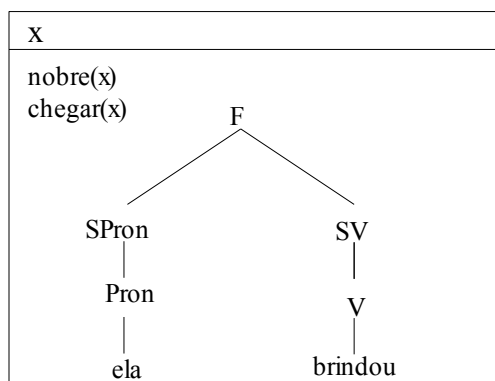 x
nobre(x)
chegar(x)
F
SPron SV
Pron V
ela brindou